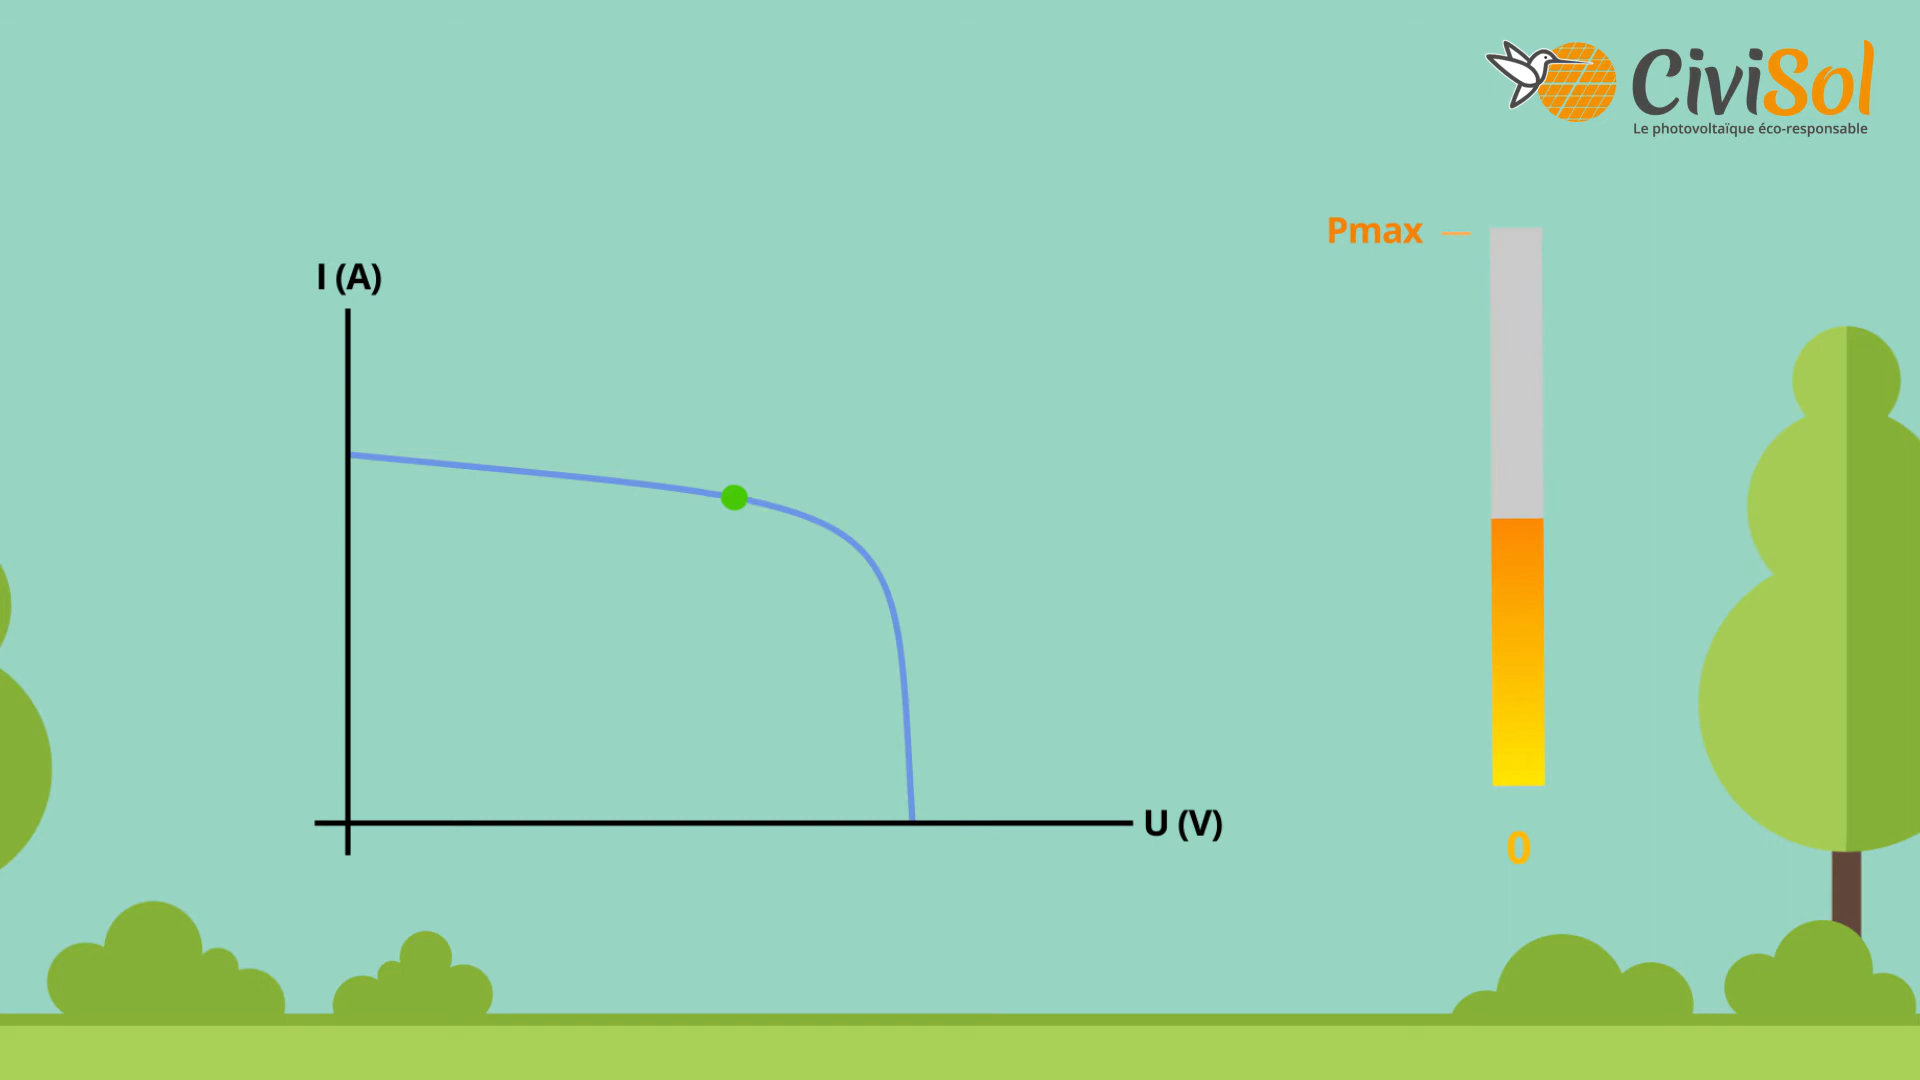 CiviSol
Le photovoltaïque éco-responsable
Pmax
I (A)
U (V)
0